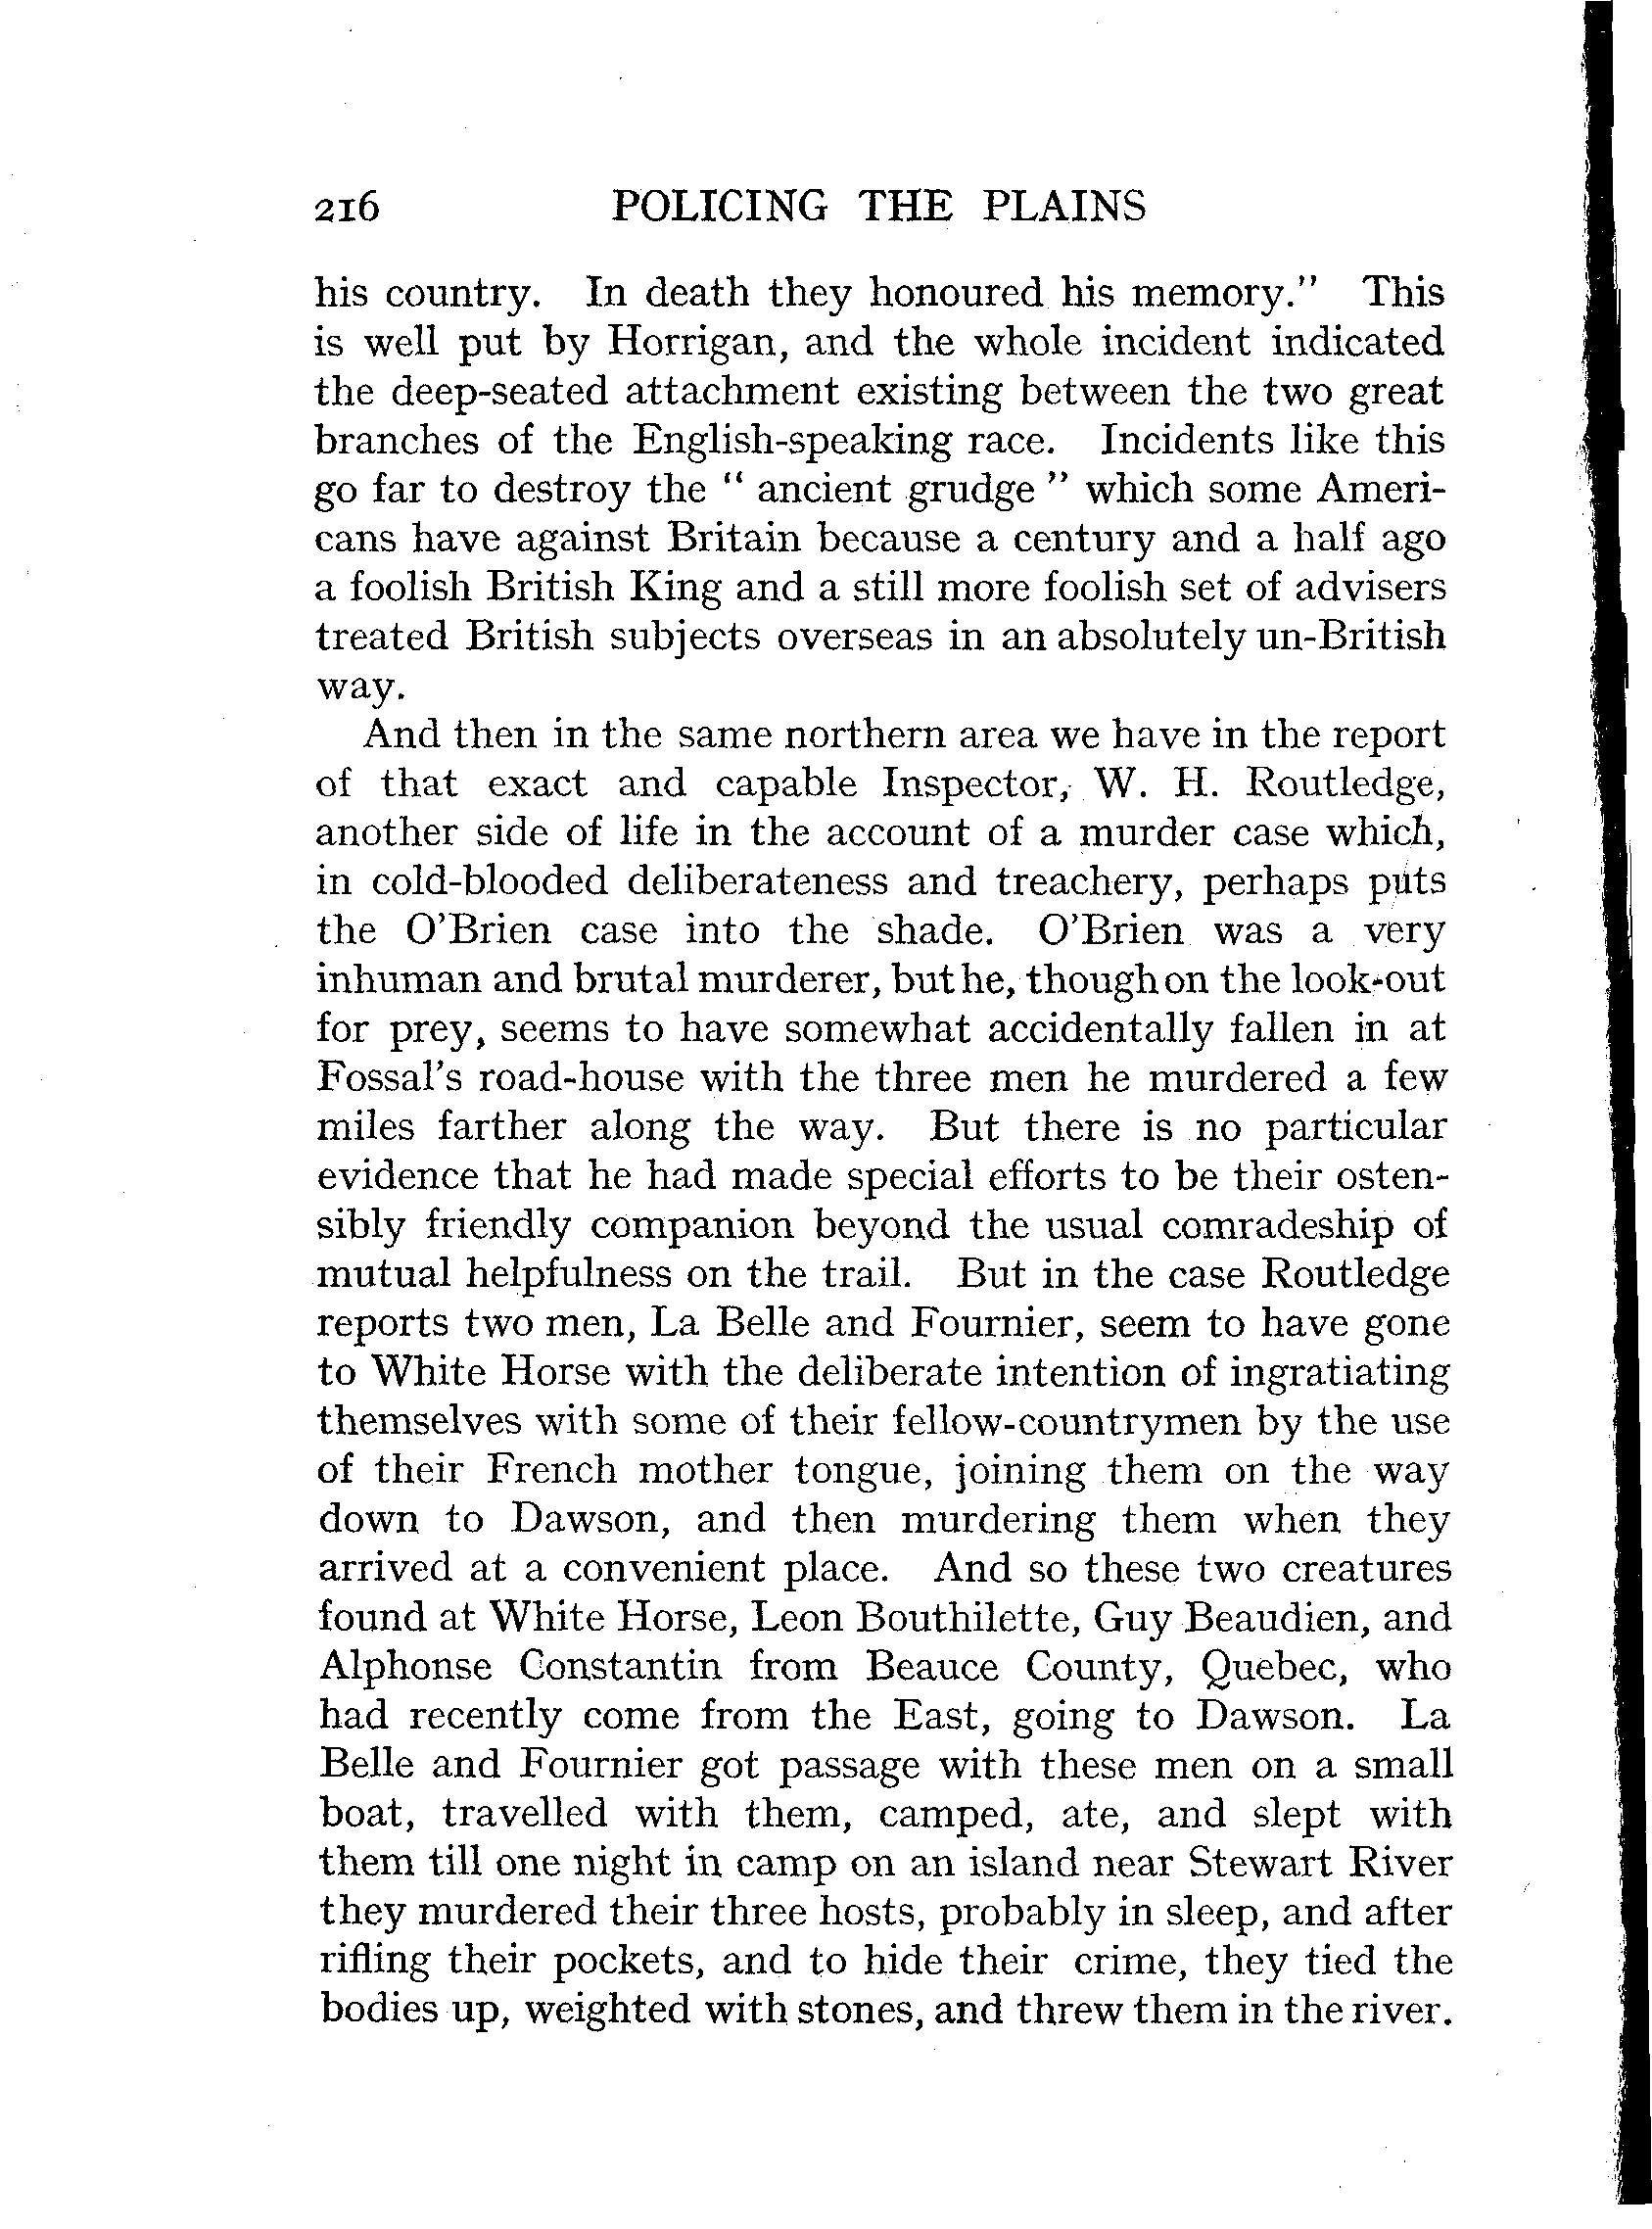 216 POLICING THE PLAINS
his country. In death they honoured his memory." This
is well put by Horrigan, and the whole incident indicated
the deep-seated attachment existing between the two great
branches of the English-speaking race. Incidents like this
go far to destroy the " ancient grudge " which some Ameri-
cans have against Britain because a century and a half ago
a foolish British King and a still more foolish set of advisers
treated British subjects overseas in an absolutely un-British
way.
And then in the same northern area we have in the report
of that exact and capable Inspector, W. H. Routledge,
another side of life in the account of a murder case which,
in cold-blooded deliberateness and treachery, perhaps puts
the O'Brien case into the shade. O'Brien was a very
inhuman and brutal murderer, but he, though on the look-out
for prey, seems to have somewhat accidentally fallen in at
Fossal's road-house with the three men he murdered a few
miles farther along the way. But there is no particular
evidence that he had made special efforts to be their osten-
sibly friendly companion beyond the usual comradeship of
mutual helpfulness on the trail. But in the case Routledge
reports two men, La Belle and Fournier, seem to have gone
to White Horse with the deliberate intention of ingratiating
themselves with some of their fellow-countrymen by the use
of their French mother tongue, joining them on the way
down to Dawson, and then murdering them when they
arrived at a convenient place. And so these two creatures
found at White Horse, Leon Bouthilette, Guy Beaudien, and
Alphonse Constantin from Beauce County, Quebec, who
had recently come from the East, going to Dawson. La
Belle and Fournier got passage with these men on a small
boat, travelled with them, camped, ate, and slept with
them till one night in camp on an island near Stewart River
they murdered their three hosts, probably in sleep, and after
rifling their pockets, and to hide their crime, they tied the
bodies up, weighted with stones, and threw them in the river.